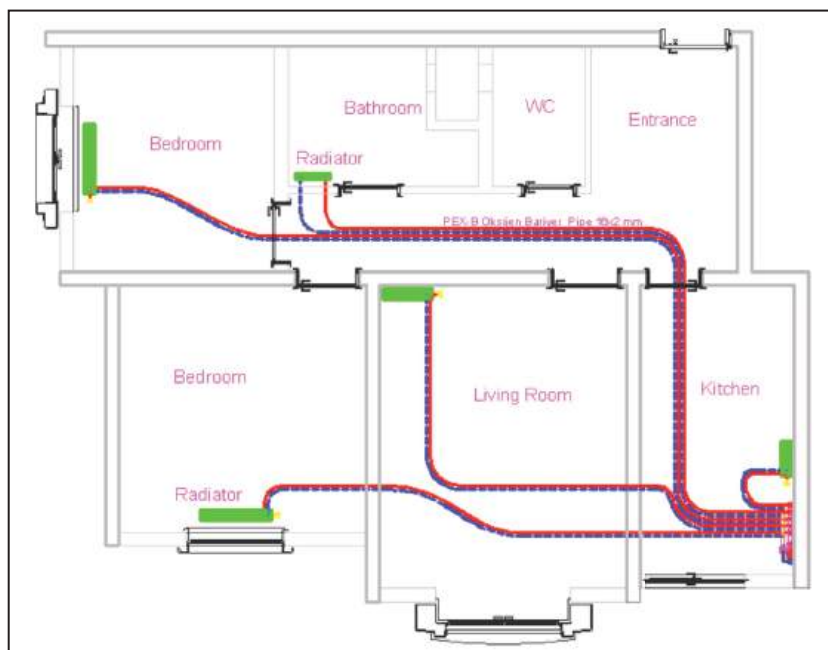 Bathroom
WC
Entrance
Bedroom
Radiator
PEX-B Oksijen Bariyer Pipe 16x2 mm
Bedroom
Living Room
Kitchen
Radiator